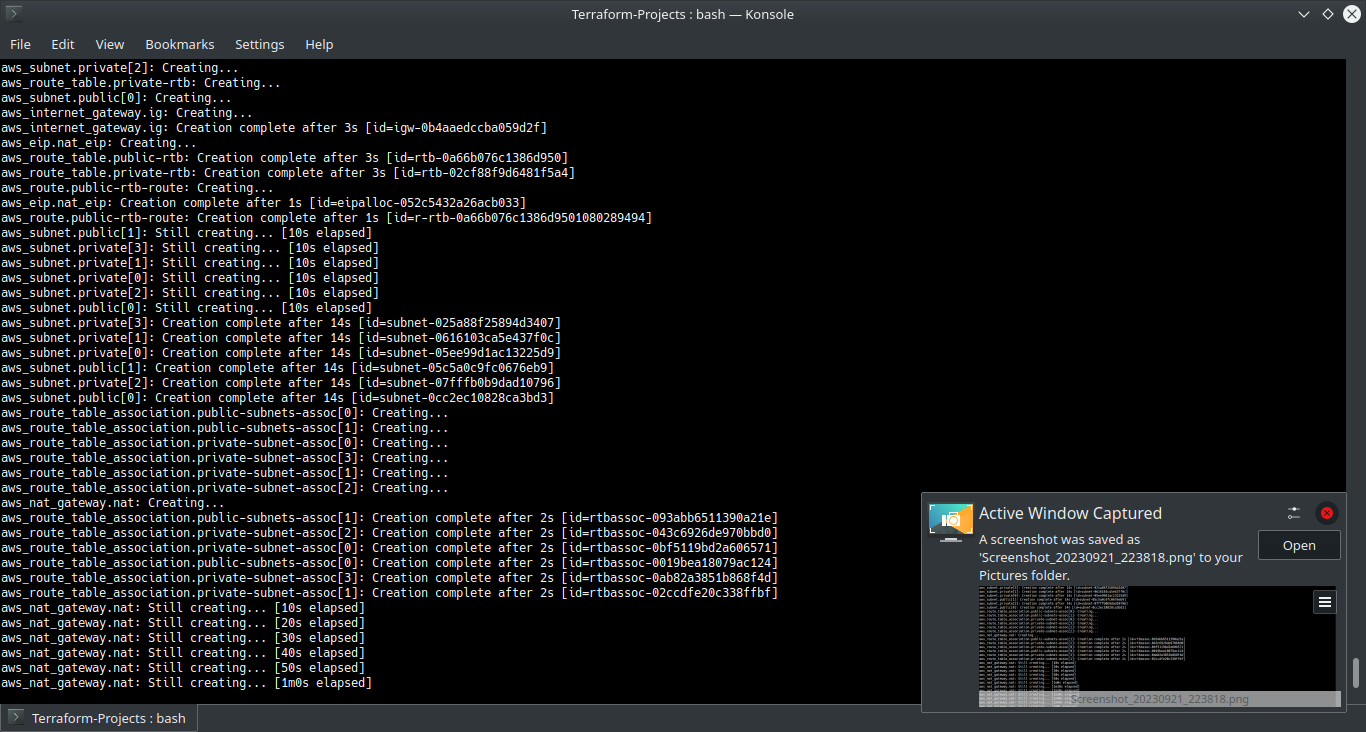 Terraform-Projects : bash — Konsole
File Edit View Bookmarks Settings Help
aws_subnet.private[2]: Creating...
aws_route_table.private-rtb: Creating...
aws_subnet.public[0]: Creating...
aws_internet_gateway.ig: Creating...
aws_internet_gateway.ig: Creation complete after 3s [id=igw-0b4aaedccba059d2f]
aws_eip.nat_eip: Creating...
aws_route_table.public-rtb: Creation complete after 3s [id=rtb-0a66b076c1386d950]
aws_route_table.private-rtb: Creation complete after 3s [id=rtb-02cf88f9d6481f5a4]
aws_route.public-rtb-route: Creating...
aws_eip.nat_eip: Creation complete after 1s [id=eipalloc-052c5432a26acb033]
aws_route.public-rtb-route: Creation complete after 1s [id=r-rtb-0a66b076c1386d9501080289494]
aws_subnet.public[1]: Still creating... [10s elapsed]
aws_subnet.private[3]: Still creating... [10s elapsed]
aws_subnet.private[1]: Still creating... [10s elapsed]
aws_subnet.private[0]: Still creating... [10s elapsed]
aws_subnet.private[2]: Still creating... [10s elapsed]
aws_subnet.public[0]: Still creating... [10s elapsed]
aws_subnet.private[3]: Creation complete after 14s [id=subnet-025a88f25894d3407]
aws_subnet.private[1]: Creation complete after 14s [id=subnet-0616103ca5e437f0c]
aws_subnet.private[0]: Creation complete after 14s [id=subnet-05ee99d1ac13225d9]
aws_subnet.public[1]: Creation complete after 14s [id=subnet-05c5a0c9fc0676eb9]
aws_subnet.private[2]: Creation complete after 14s [id=subnet-07fffb0b9dad10796]
aws_subnet.public[0]: Creation complete after 14s [id=subnet-0cc2ec10828ca3bd3]
aws_route_table_association.public-subnets-assoc[0]: Creating...
aws_route_table_association.public-subnets-assoc[1]: Creating...
aws_route_table_association.private-subnet-assoc[0]: Creating...
aws_route_table_association.private-subnet-assoc[3]: Creating...
aws_route_table_association.private-subnet-assoc[1]: Creating...
aws_route_table_association.private-subnet-assoc[2]: Creating...
aws_nat_gateway.nat: Creating...
aws_route_table_association.public-subnets-assoc[1]: Creation complete after 2s [id=rtbassoc-093abb6511390a21e]
aws_route_table_association.private-subnet-assoc[2]: Creation complete after 2s [id=rtbassoc-043c6926de970bbd0]
aws_route_table_association.private-subnet-assoc[0]: Creation complete after 2s [id=rtbassoc-0bf5119bd2a606571]
aws_route_table_association.public-subnets-assoc[0]: Creation complete after 2s [id=rtbassoc-0019bea18079ac124]
aws_route_table_association.private-subnet-assoc[3]: Creation complete after 2s [id=rtbassoc-0ab82a3851b868f4d]
aws_route_table_association.private-subnet-assoc[1]: Creation complete after 2s [id=rtbassoc-02ccdfe20c338ffbf]
aws_nat_gateway.nat: Still creating... [10s elapsed]
aws_nat_gateway.nat: Still creating... [20s elapsed]
aws_nat_gateway.nat: Still creating... [30s elapsed]
aws_nat_gateway.nat: Still creating... [40s elapsed]
aws_nat_gateway.nat: Still creating... [50s elapsed]
aws_nat_gateway.nat: Still creating... [1m0s elapsed]
Active Window Captured
A screenshot was saved as
'Screenshot_20230921_223818.png' to your
Pictures folder.
Open
Screenshot_20230921_223818.png
Terraform-Projects : bash